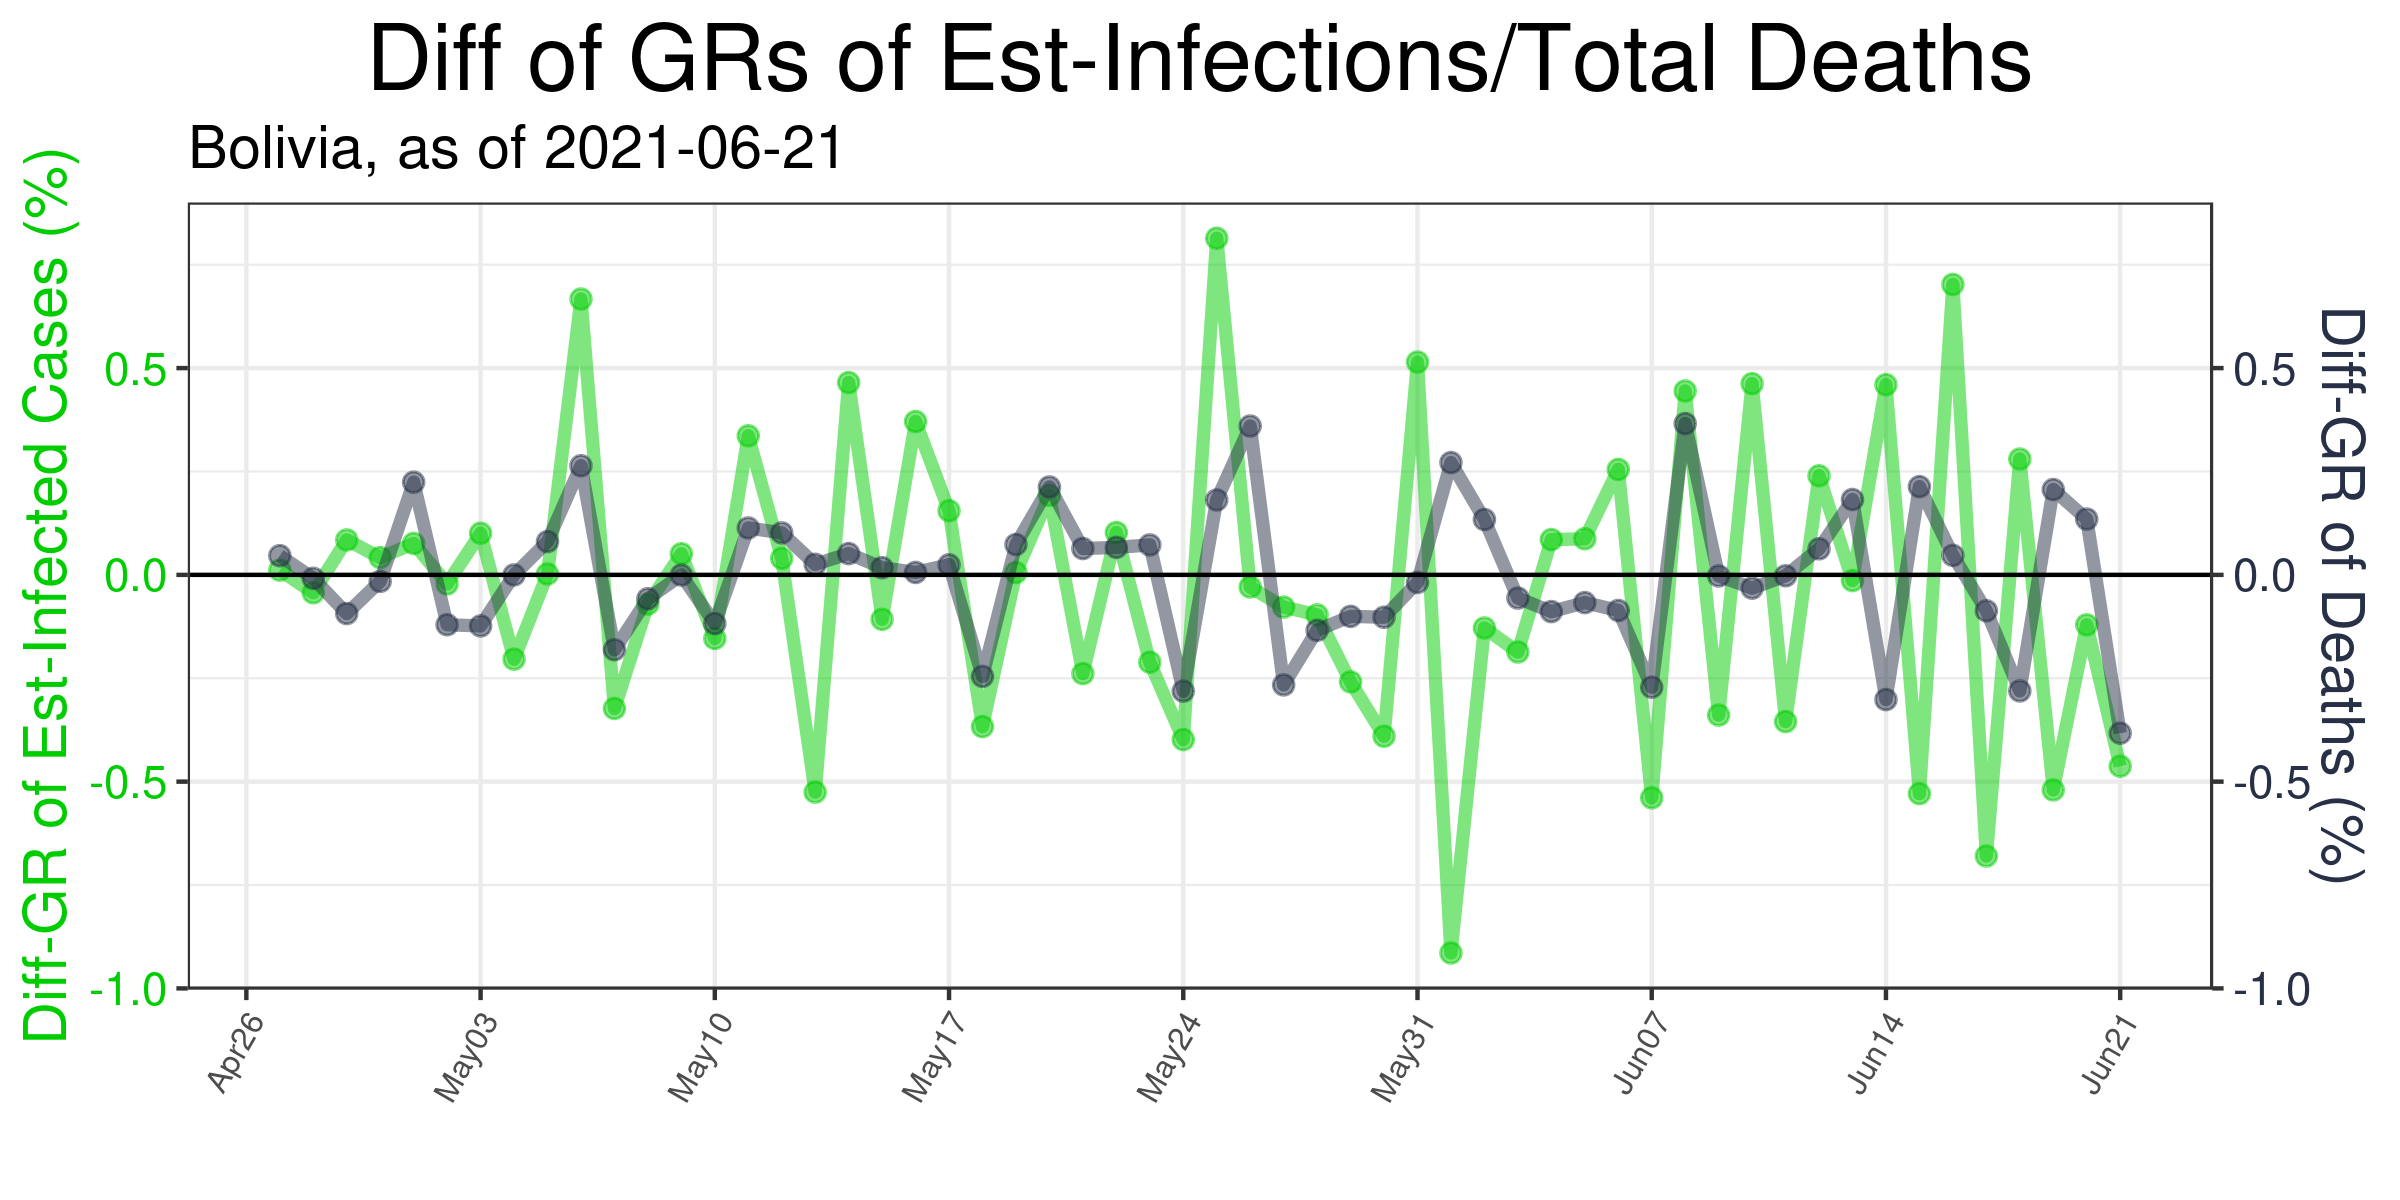 Diff of GRs of Est-Infections/Total Deaths
Bolivia, as of 2021-06-21
Diff-GR of Est-Infected Cases (%)
0.5
0.0
-0.5
-1.0
0.5
0.0
-0.5
-1.0
Diff-GR of Deaths (%)
Apr26
May03
May10
May17
May24
May31
Jun07
Jun14
Jun21